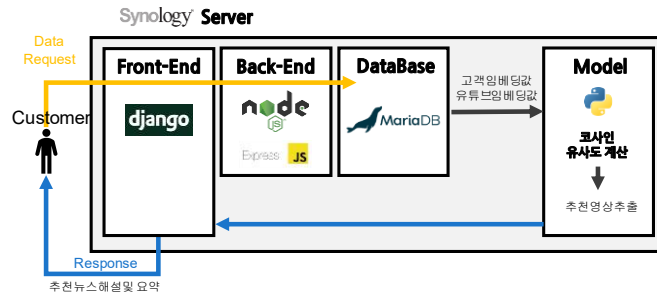 Synology® Server
Data
Request
Front-End
Back-End
DataBase
고객임베딩값
유튜브임베딩값
Model
Customer
django
node
JS
Express
JS
MariaDB
코사인
유사도 계산
추천영상추출
Response
추천뉴스해설및 요약